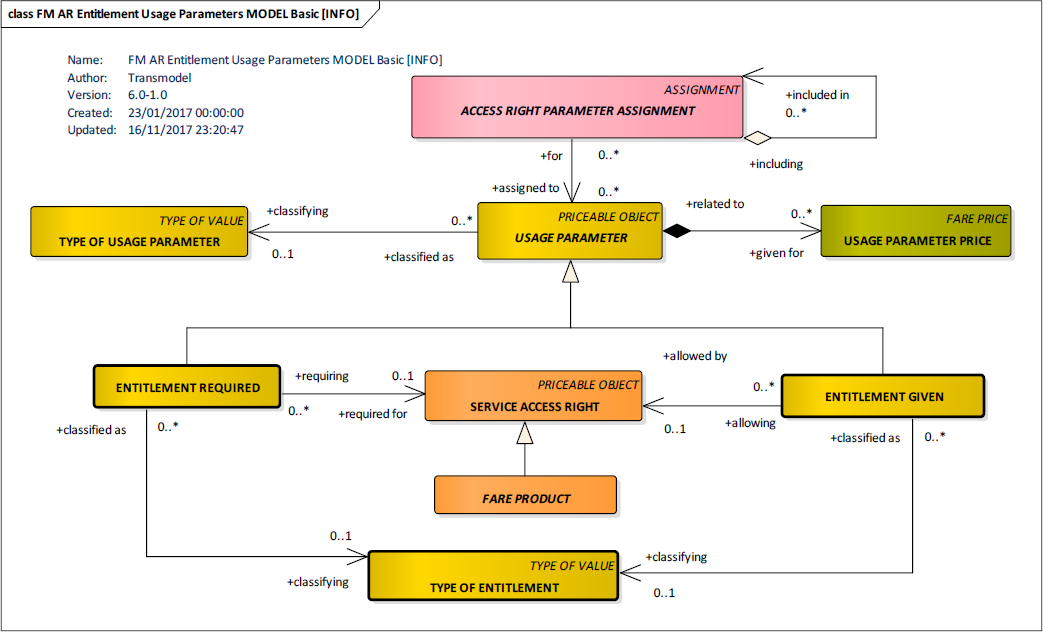 class FM AR Entitlement Usage Parameters MODEL Basic [INFO]
Name: FM AR Entitlement Usage Parameters MODEL Basic [INFO]
Author: Transmodel
Version: 6.0-1.0
Created: 23/01/2017 00:00:00
Updated: 16/11/2017 23:20:47
ASSIGNMENT
ACCESS RIGHT PARAMETER ASSIGNMENT
+included in
0..*
+including
+for
0..*
+assigned to
0..*
TYPE OF VALUE
TYPE OF USAGE PARAMETER
+classifying
0..1
0..*
+classified as
PRICEABLE OBJECT
USAGE PARAMETER
+related to
0..*
+given for
FARE PRICE
USAGE PARAMETER PRICE
ENTITLEMENT REQUIRED
+requiring
0..1
0..*
+required for
PRICEABLE OBJECT
SERVICE ACCESS RIGHT
+allowed by
0..*
0..1
+allowing
ENTITLEMENT GIVEN
+classified as
0..*
+classified as
0..*
FARE PRODUCT
0..1
+classifying
TYPE OF VALUE
TYPE OF ENTITLEMENT
+classifying
0..1